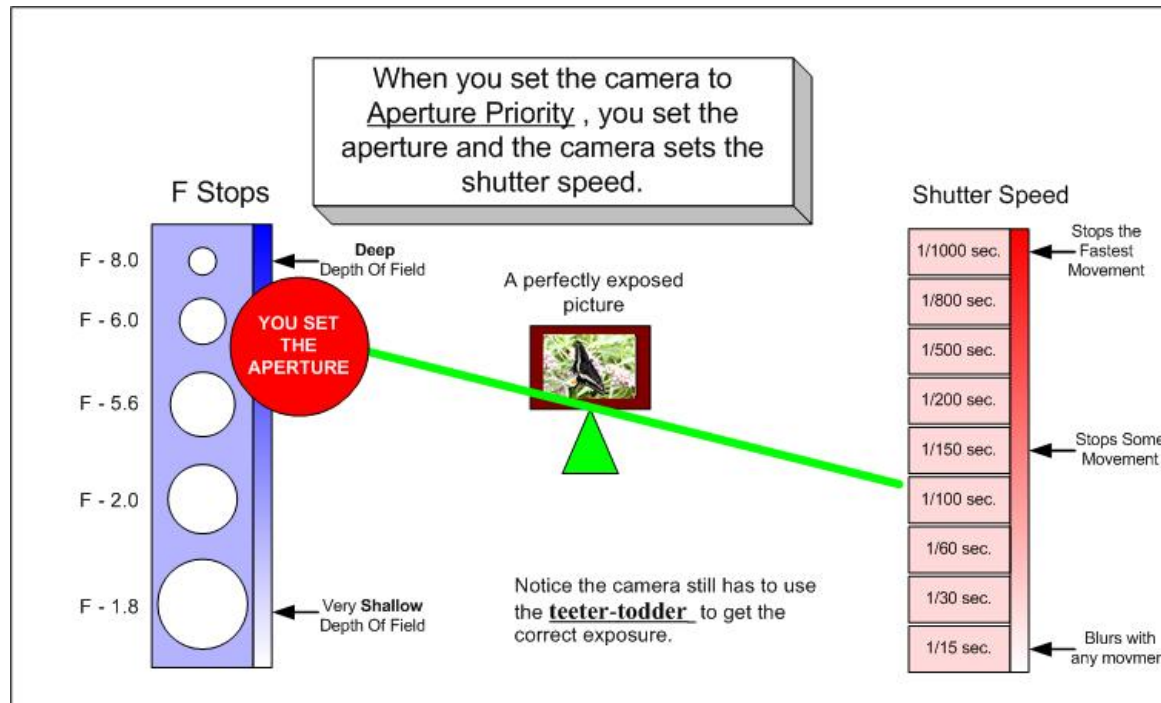 When you set the camera to
Aperture Priority , you set the
aperture and the camera sets the
shutter speed.
F Stops
F - 8.0
F - 6.0
F - 5.6
F - 2.0
F - 1.8
Deep
Depth Of Field
YOU SET
THE
APERTURE
Very Shallow
Depth Of Field
A perfectly exposed
picture
Notice the camera still has to use
the teeter-todder to get the
correct exposure.
Shutter Speed
1/1000 sec.
1/800 sec.
1/500 sec.
1/200 sec.
1/150 sec.
1/100 sec.
1/60 sec.
1/30 sec.
1/15 sec.
Stops the
Fastest
Movement
Stops Some
Movement
Blurs with
any movmen